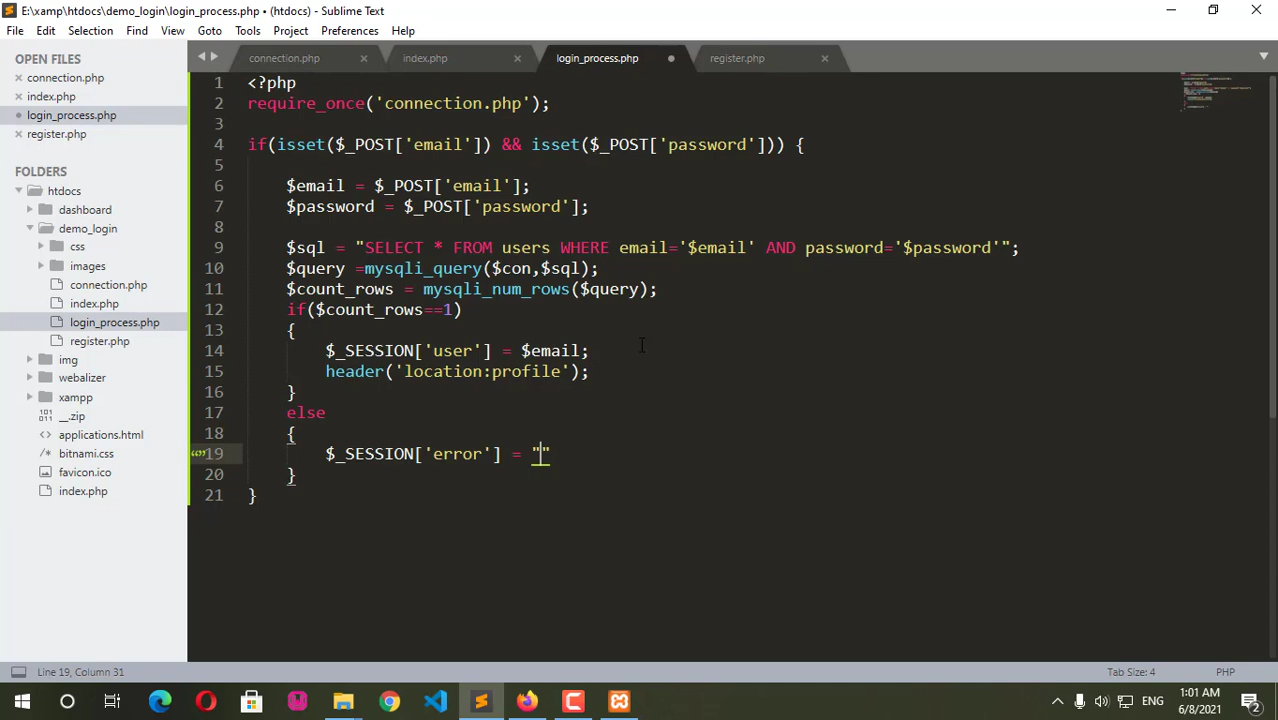 E:\xamp\htdocs\demo_login\login_process.php • (htdocs) - Sublime Text
File Edit Selection Find View Goto Tools Project Preferences Help
OPEN FILES
connection.php
index.php
login_process.php
register.php
FOLDERS
htdocs
dashboard
demo_login
css
images
connection.php
index.php
login_process.php
register.php
img
webalizer
xampp
__.zip
applications.html
bitnami.css
favicon.ico
index.php
connection.php index.php login_process.php register.php
1 <?php
2 require_once('connection.php');
3
4 if(isset($_POST['email']) && isset($_POST['password'])) {
5
6 $email = $_POST['email'];
7 $password = $_POST['password'];
8
9 $sql = "SELECT * FROM users WHERE email='$email' AND password='$password'";
10 $query =mysqli_query($con,$sql);
11 $count_rows = mysqli_num_rows($query);
12 if($count_rows==1)
13 {
14 $_SESSION['user'] = $email;
15 header('location:profile');
16 }
17 else
18 {
19 $_SESSION['error'] = ""
20 }
21 }
Line 19, Column 31 Tab Size: 4 PHP
ENG 1:01 AM
6/8/2021
2